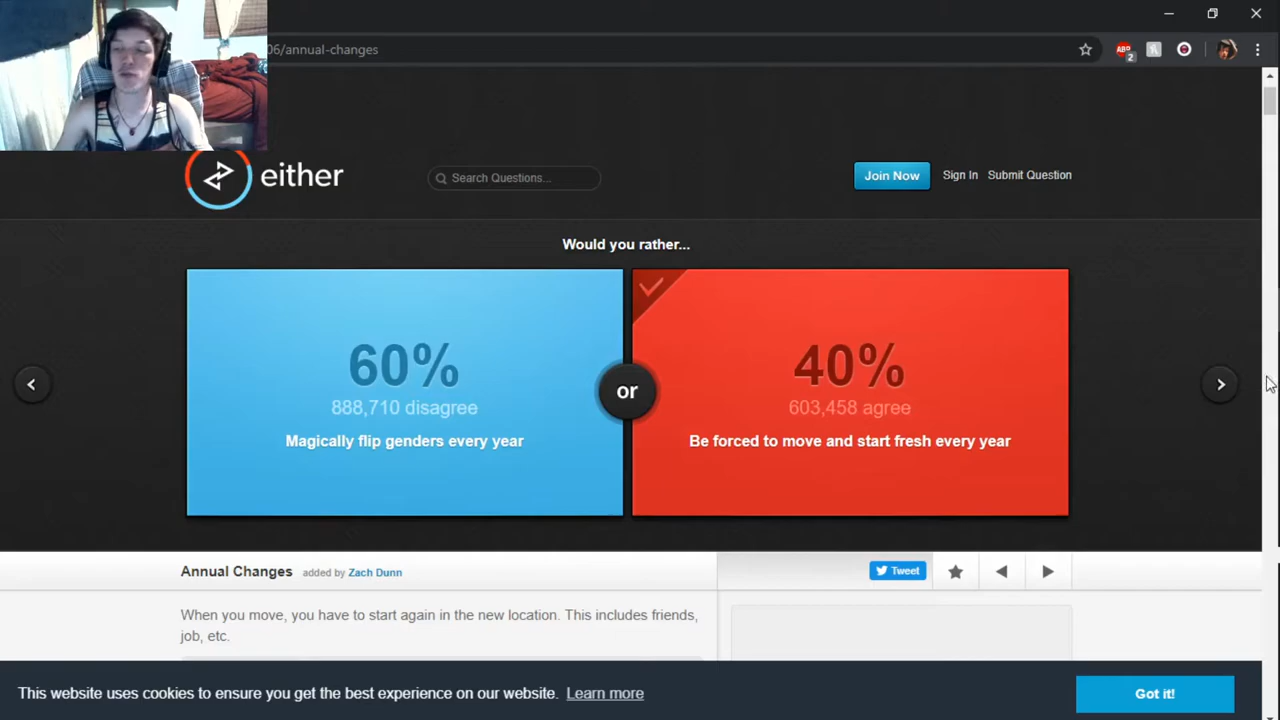 06/annual-changes
ABP
2
either
Search Questions...
Join Now
Sign In
Submit Question
Would you rather...
60%
888,710 disagree
Magically flip genders every year
or
40%
603,458 agree
Be forced to move and start fresh every year
Annual Changes added by Zach Dunn
Tweet
When you move, you have to start again in the new location. This includes friends,
job, etc.
This website uses cookies to ensure you get the best experience on our website. Learn more
Got it!